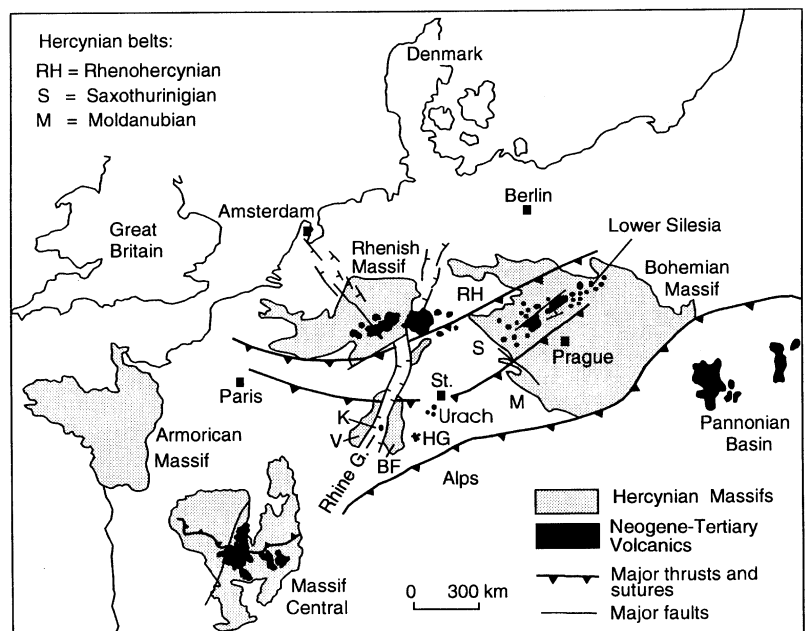 Hercynian belts:
RH = Rhenohercynian
S = Saxothurinigian
M = Moldanubian
Denmark
Berlin
Amsterdam
Lower Silesia
Great
Britain
Rhenish
Massif
Bohemian
Massif
RH
S
Prague
Paris
St.
M
K
Urach
V
HG
Pannonian
Basin
Armorican
Massif
BF
Rhine G.
Alps
Hercynian Massifs
Neogene-Tertiary
Volcanics
Massif
Central
0 300 km
Major thrusts and
sutures
Major faults